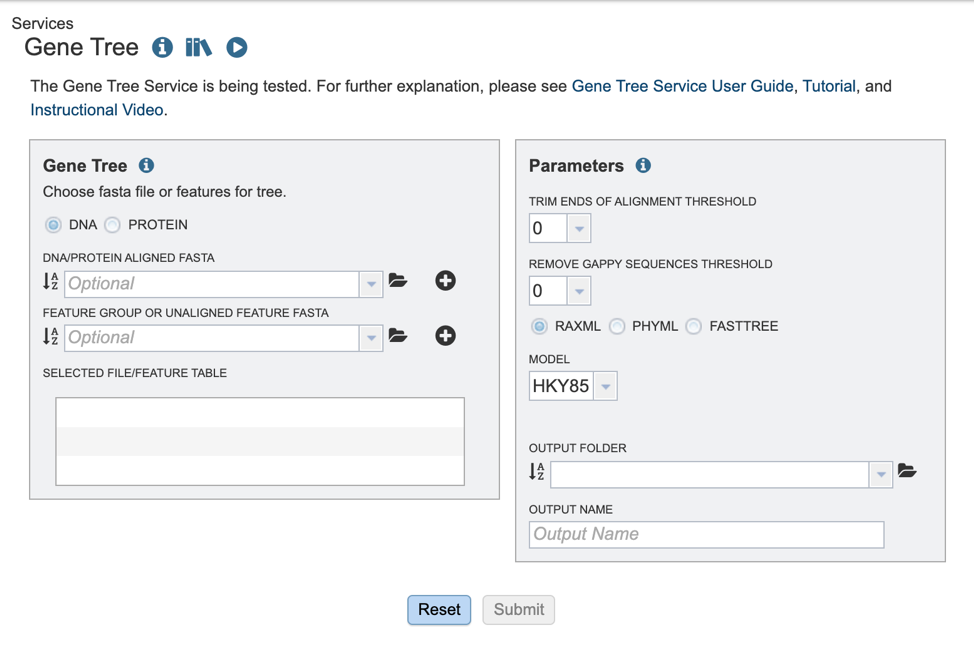 Services
Gene Tree
The Gene Tree Service is being tested. For further explanation, please see Gene Tree Service User Guide, Tutorial, and
Instructional Video.
Gene Tree
Choose fasta file or features for tree.
DNA PROTEIN
DNA/PROTEIN ALIGNED FASTA
Optional
FEATURE GROUP OR UNALIGNED FEATURE FASTA
Optional
SELECTED FILE/FEATURE TABLE
Parameters
TRIM ENDS OF ALIGNMENT THRESHOLD
0
REMOVE GAPPY SEQUENCES THRESHOLD
0
RAXML PHYML FASTTREE
MODEL
HKY85
OUTPUT FOLDER
OUTPUT NAME
Output Name
Reset Submit